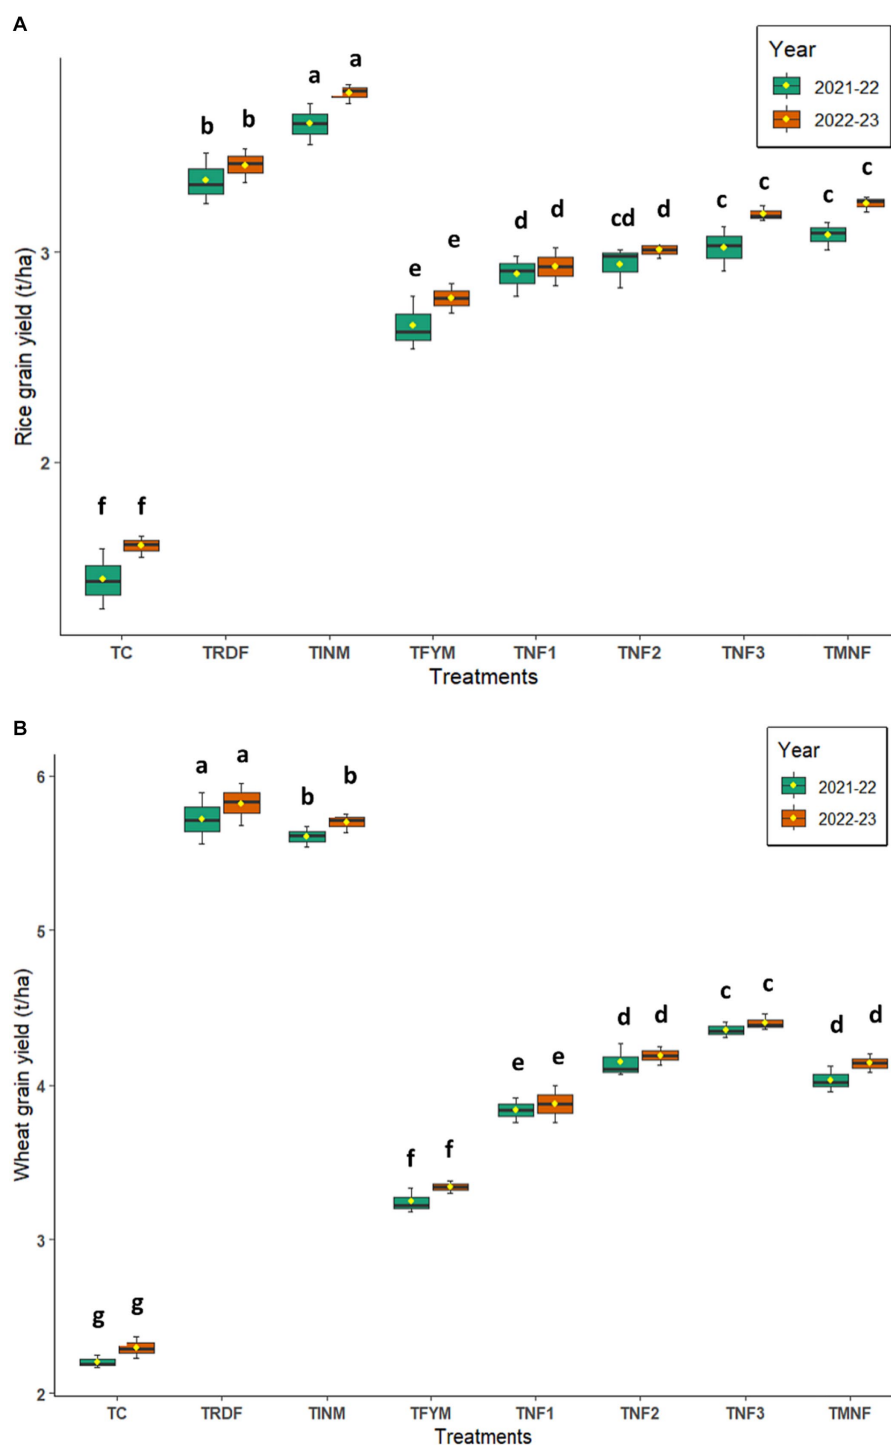 A
Year
2021-22
2022-23
a a
b b
c c
c c
d d
cd d
e e
3
Rice grain yield (t/ha)
2
f f
TC TRDF TINM TFYM TNF1 TNF2 TNF3 TMNF
Treatments
B
Year
2021-22
2022-23
6
a a
b b
5
Wheat grain yield (t/ha)
c c
d d
d d
4
e e
f f
3
g g
2
TC TRDF TINM TFYM TNF1 TNF2 TNF3 TMNF
Treatments